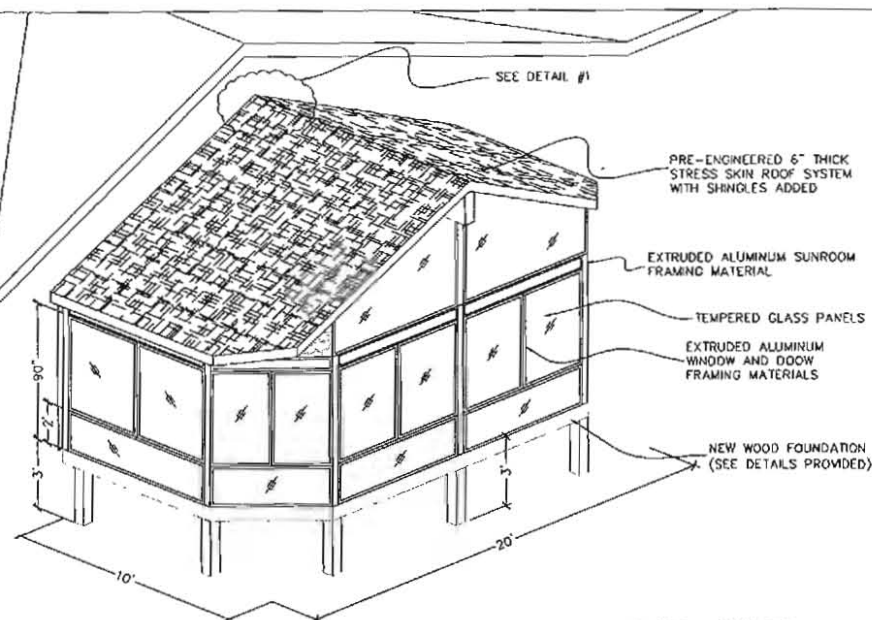 SEE DETAIL #1
PRE-ENGINEERED 6" THICK
STRESS SKIN ROOF SYSTEM
WITH SHINGLES ADDED
EXTRUDED ALUMINUM SUNROOM
FRAMING MATERIAL
TEMPERED GLASS PANELS
EXTRUDED ALUMINUM
WINDOW AND DOOW
FRAMING MATERIALS
NEW WOOD FOUNDATION
(SEE DETAILS PROVIDED)
90"
2'
3'
3'
10'
20'